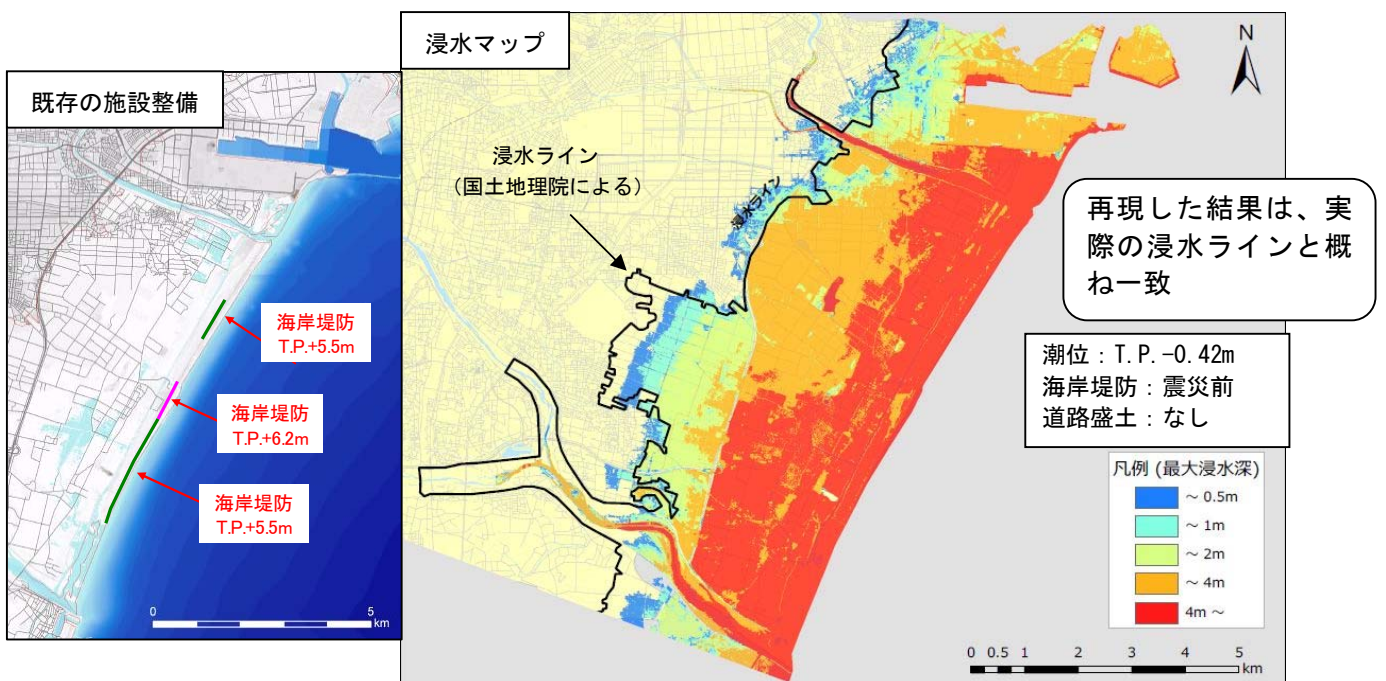 既存の施設整備
海岸堤防
T.P.+5.5m
海岸堤防
T.P.+6.2m
海岸堤防
T.P.+5.5m
0
5
km
浸水マップ
浸水ライン
（国土地理院による）
浸水ライン
N
再現した結果は、実
際の浸水ラインと概
ね一致
潮位：T.P.-0.42m
海岸堤防：震災前
道路盛土：なし
凡例 (最大浸水深)
～ 0.5m
～ 1m
～ 2m
～ 4m
4m ～
0 0.5 1 2 3 4 5
km